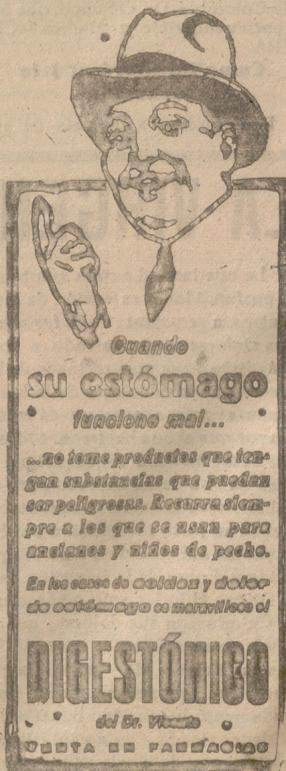 Cuando
su estómago
funcione mal...
...no tome productos que ten-
gan substancias que puedan
ser peligrosas. Recurra siem-
pre a los que se usan para
ancianos y niños de pecho.
En los casos de acidez y dolor
de estómago es maravilloso el
DIGESTÓNICO
del Dr. Vicente
VENTA EN FARMACIAS